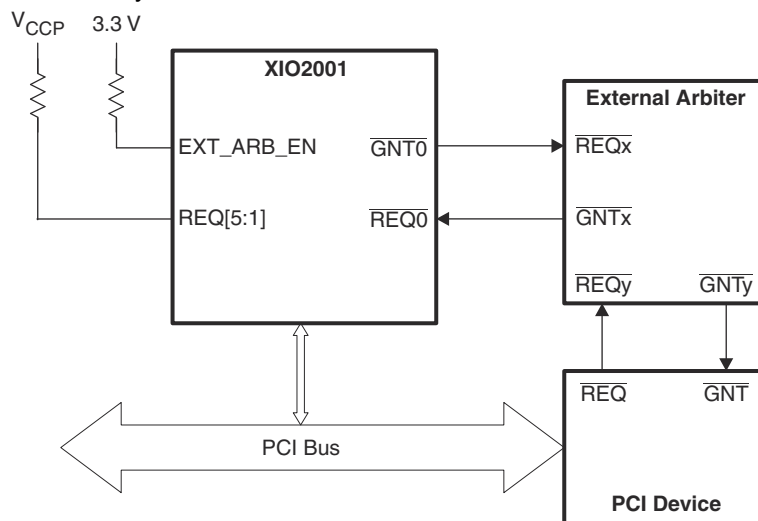 V_CCP 3.3 V
XIO2001
External Arbiter
EXT_ARB_EN
GNT0
REQx
REQ[5:1]
REQ0
GNTx
REQy
GNTy
REQ
GNT
PCI Bus
PCI Device